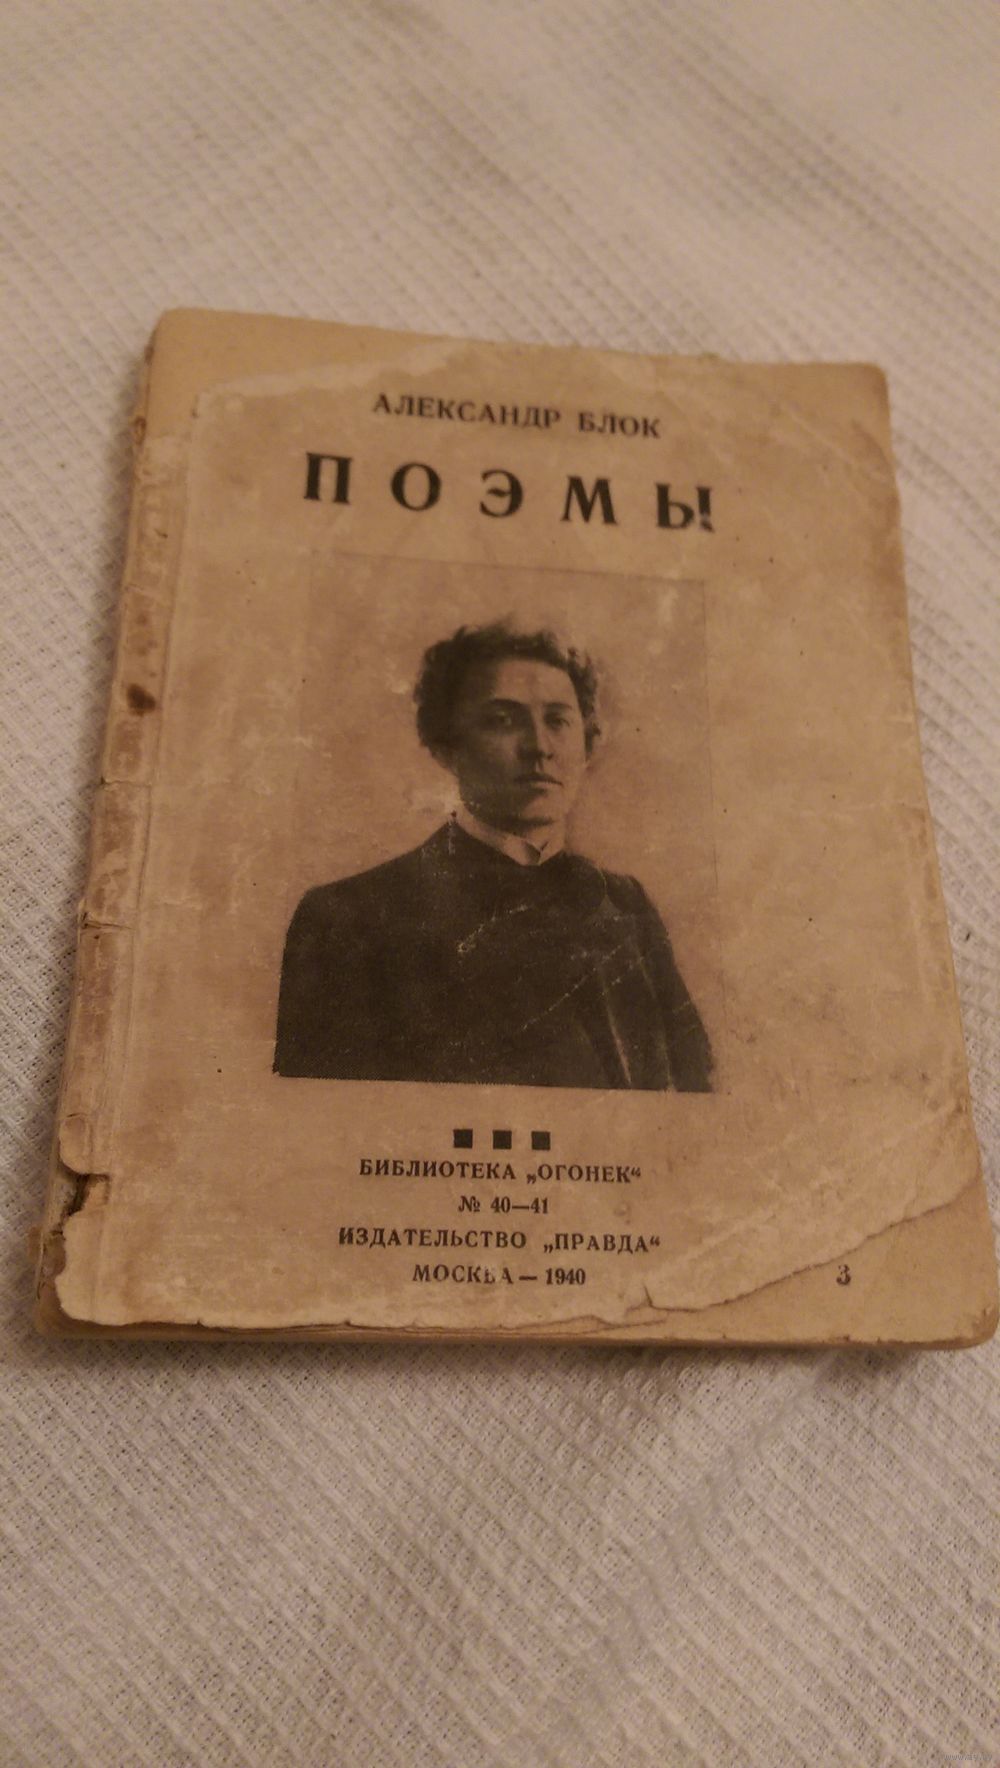 АЛЕКСАНДР БЛОК
ПОЭМЫ
БИБЛИОТЕКА „ОГОНЕК“
№ 40—41
ИЗДАТЕЛЬСТВО „ПРАВДА“
МОСКВА — 1940
3